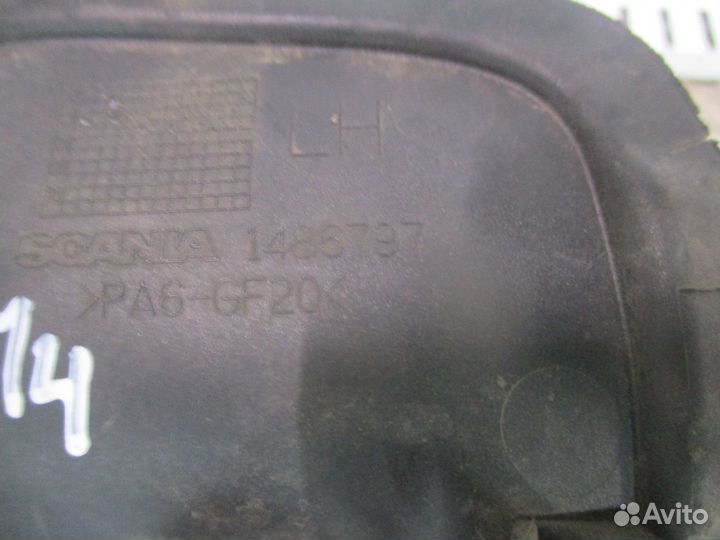 LH
SCANIA 1486797
>PA6-GF20<
14
Avito